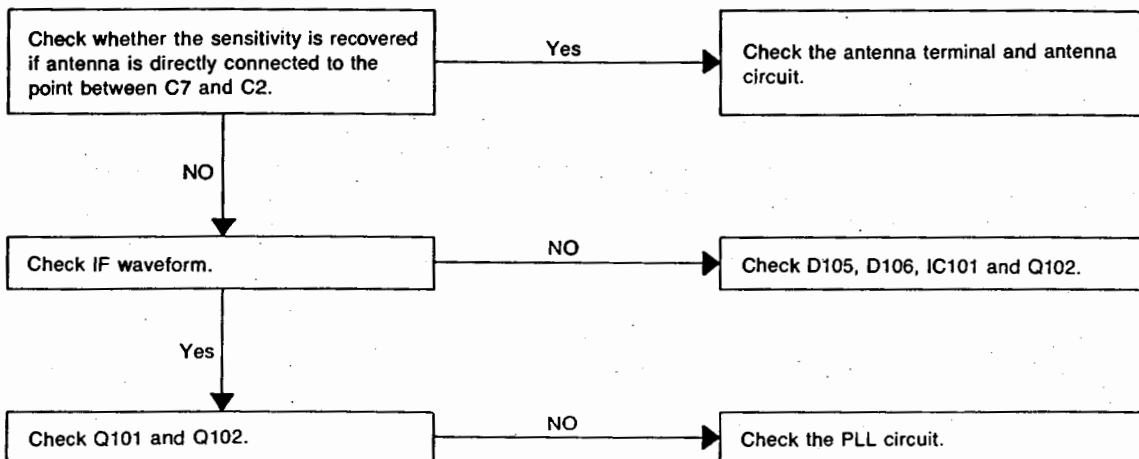 Check whether the sensitivity is recovered
if antenna is directly connected to the
point between C7 and C2.
Yes
Check the antenna terminal and antenna
circuit.
NO
Check IF waveform.
NO
Check D105, D106, IC101 and Q102.
Yes
Check Q101 and Q102.
NO
Check the PLL circuit.